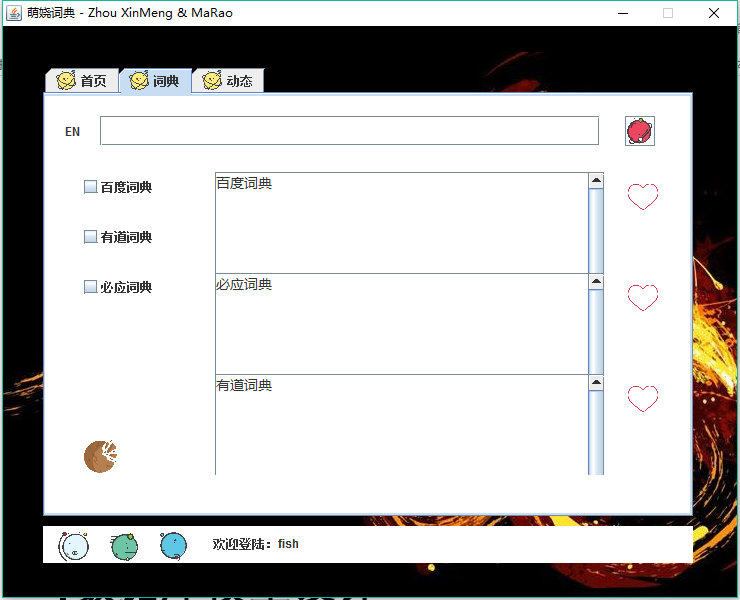 萌娆词典 - Zhou XinMeng & MaRao
首页 词典 动态
EN
百度词典
有道词典
必应词典
百度词典
必应词典
有道词典
欢迎登陆：fish